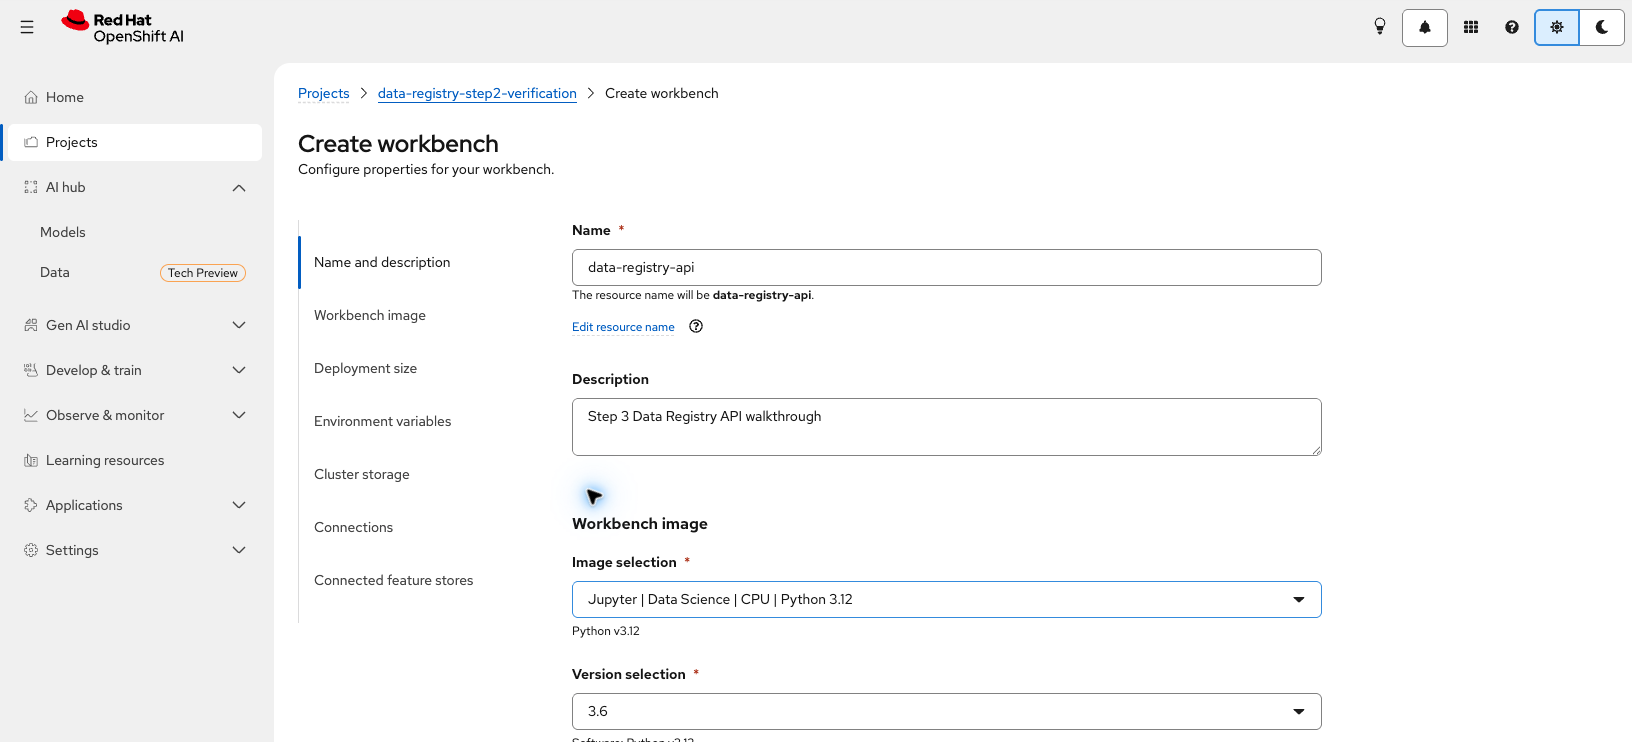 Red Hat
OpenShift AI
Home
Projects
AI hub
Models
Data Tech Preview
Gen AI studio
Develop & train
Observe & monitor
Learning resources
Applications
Settings
Projects > data-registry-step2-verification > Create workbench
Create workbench
Configure properties for your workbench.
Name and description
Workbench image
Deployment size
Environment variables
Cluster storage
Connections
Connected feature stores
Name *
data-registry-api
The resource name will be data-registry-api.
Edit resource name
Description
Step 3 Data Registry API walkthrough
Workbench image
Image selection *
Jupyter | Data Science | CPU | Python 3.12
Python v3.12
Version selection *
3.6
Software: Python v3.12